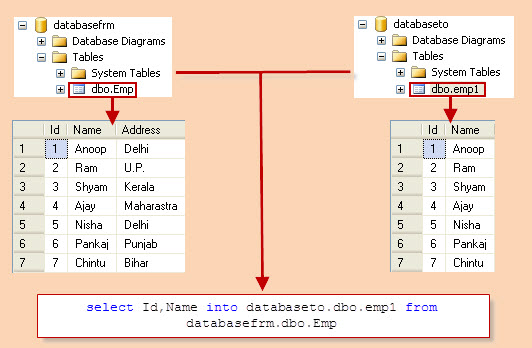 databasefrm
Database Diagrams
Tables
System Tables
dbo.Emp
databaseto
Database Diagrams
Tables
System Tables
dbo.emp1
Id Name Address
1 1 Anoop Delhi
2 2 Ram U.P.
3 3 Shyam Kerala
4 4 Ajay Maharastra
5 5 Nisha Delhi
6 6 Pankaj Punjab
7 7 Chintu Bihar
Id Name
1 1 Anoop
2 2 Ram
3 3 Shyam
4 4 Ajay
5 5 Nisha
6 6 Pankaj
7 7 Chintu
select Id,Name into databaseto.dbo.emp1 from
databasefrm.dbo.Emp